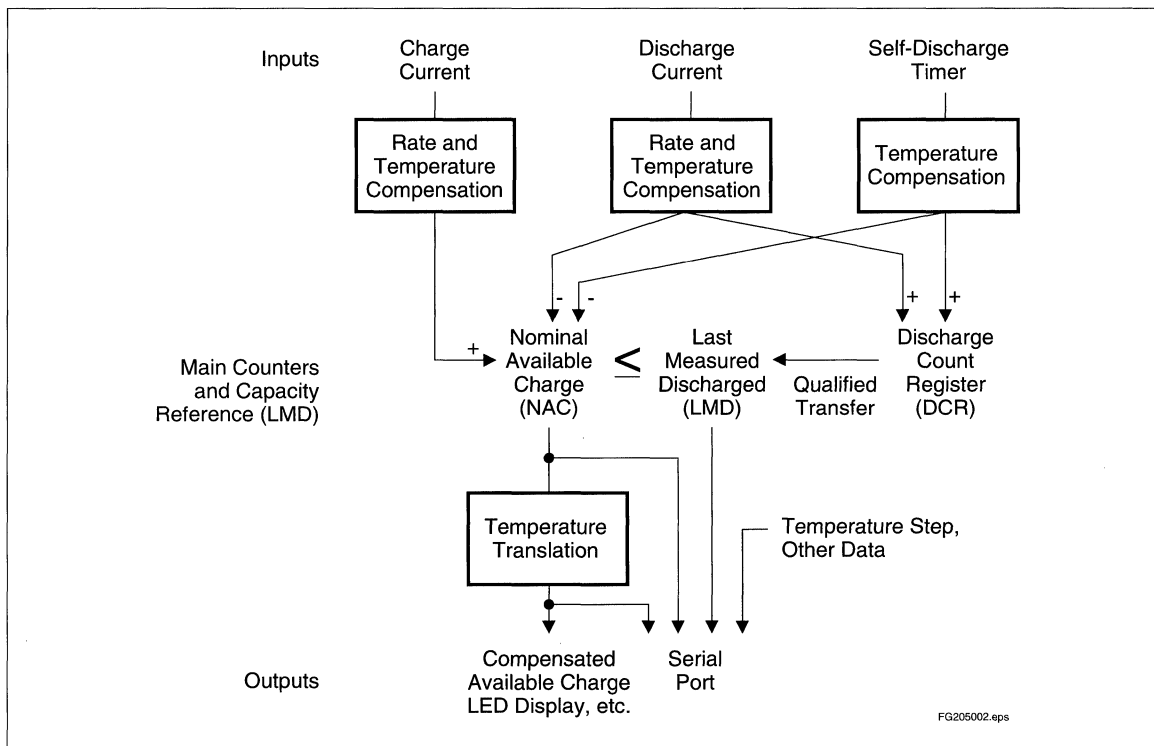 Inputs
Charge
Current
Discharge
Current
Self-Discharge
Timer
Rate and
Temperature
Compensation
Rate and
Temperature
Compensation
Temperature
Compensation
-
-
+
+
+
Main Counters
and Capacity
Reference (LMD)
Nominal
Available
Charge
(NAC)
≤
Last
Measured
Discharged
(LMD)
Qualified
Transfer
Discharge
Count
Register
(DCR)
Temperature
Translation
Temperature Step,
Other Data
Outputs
Compensated
Available Charge
LED Display, etc.
Serial
Port
FG205002.eps